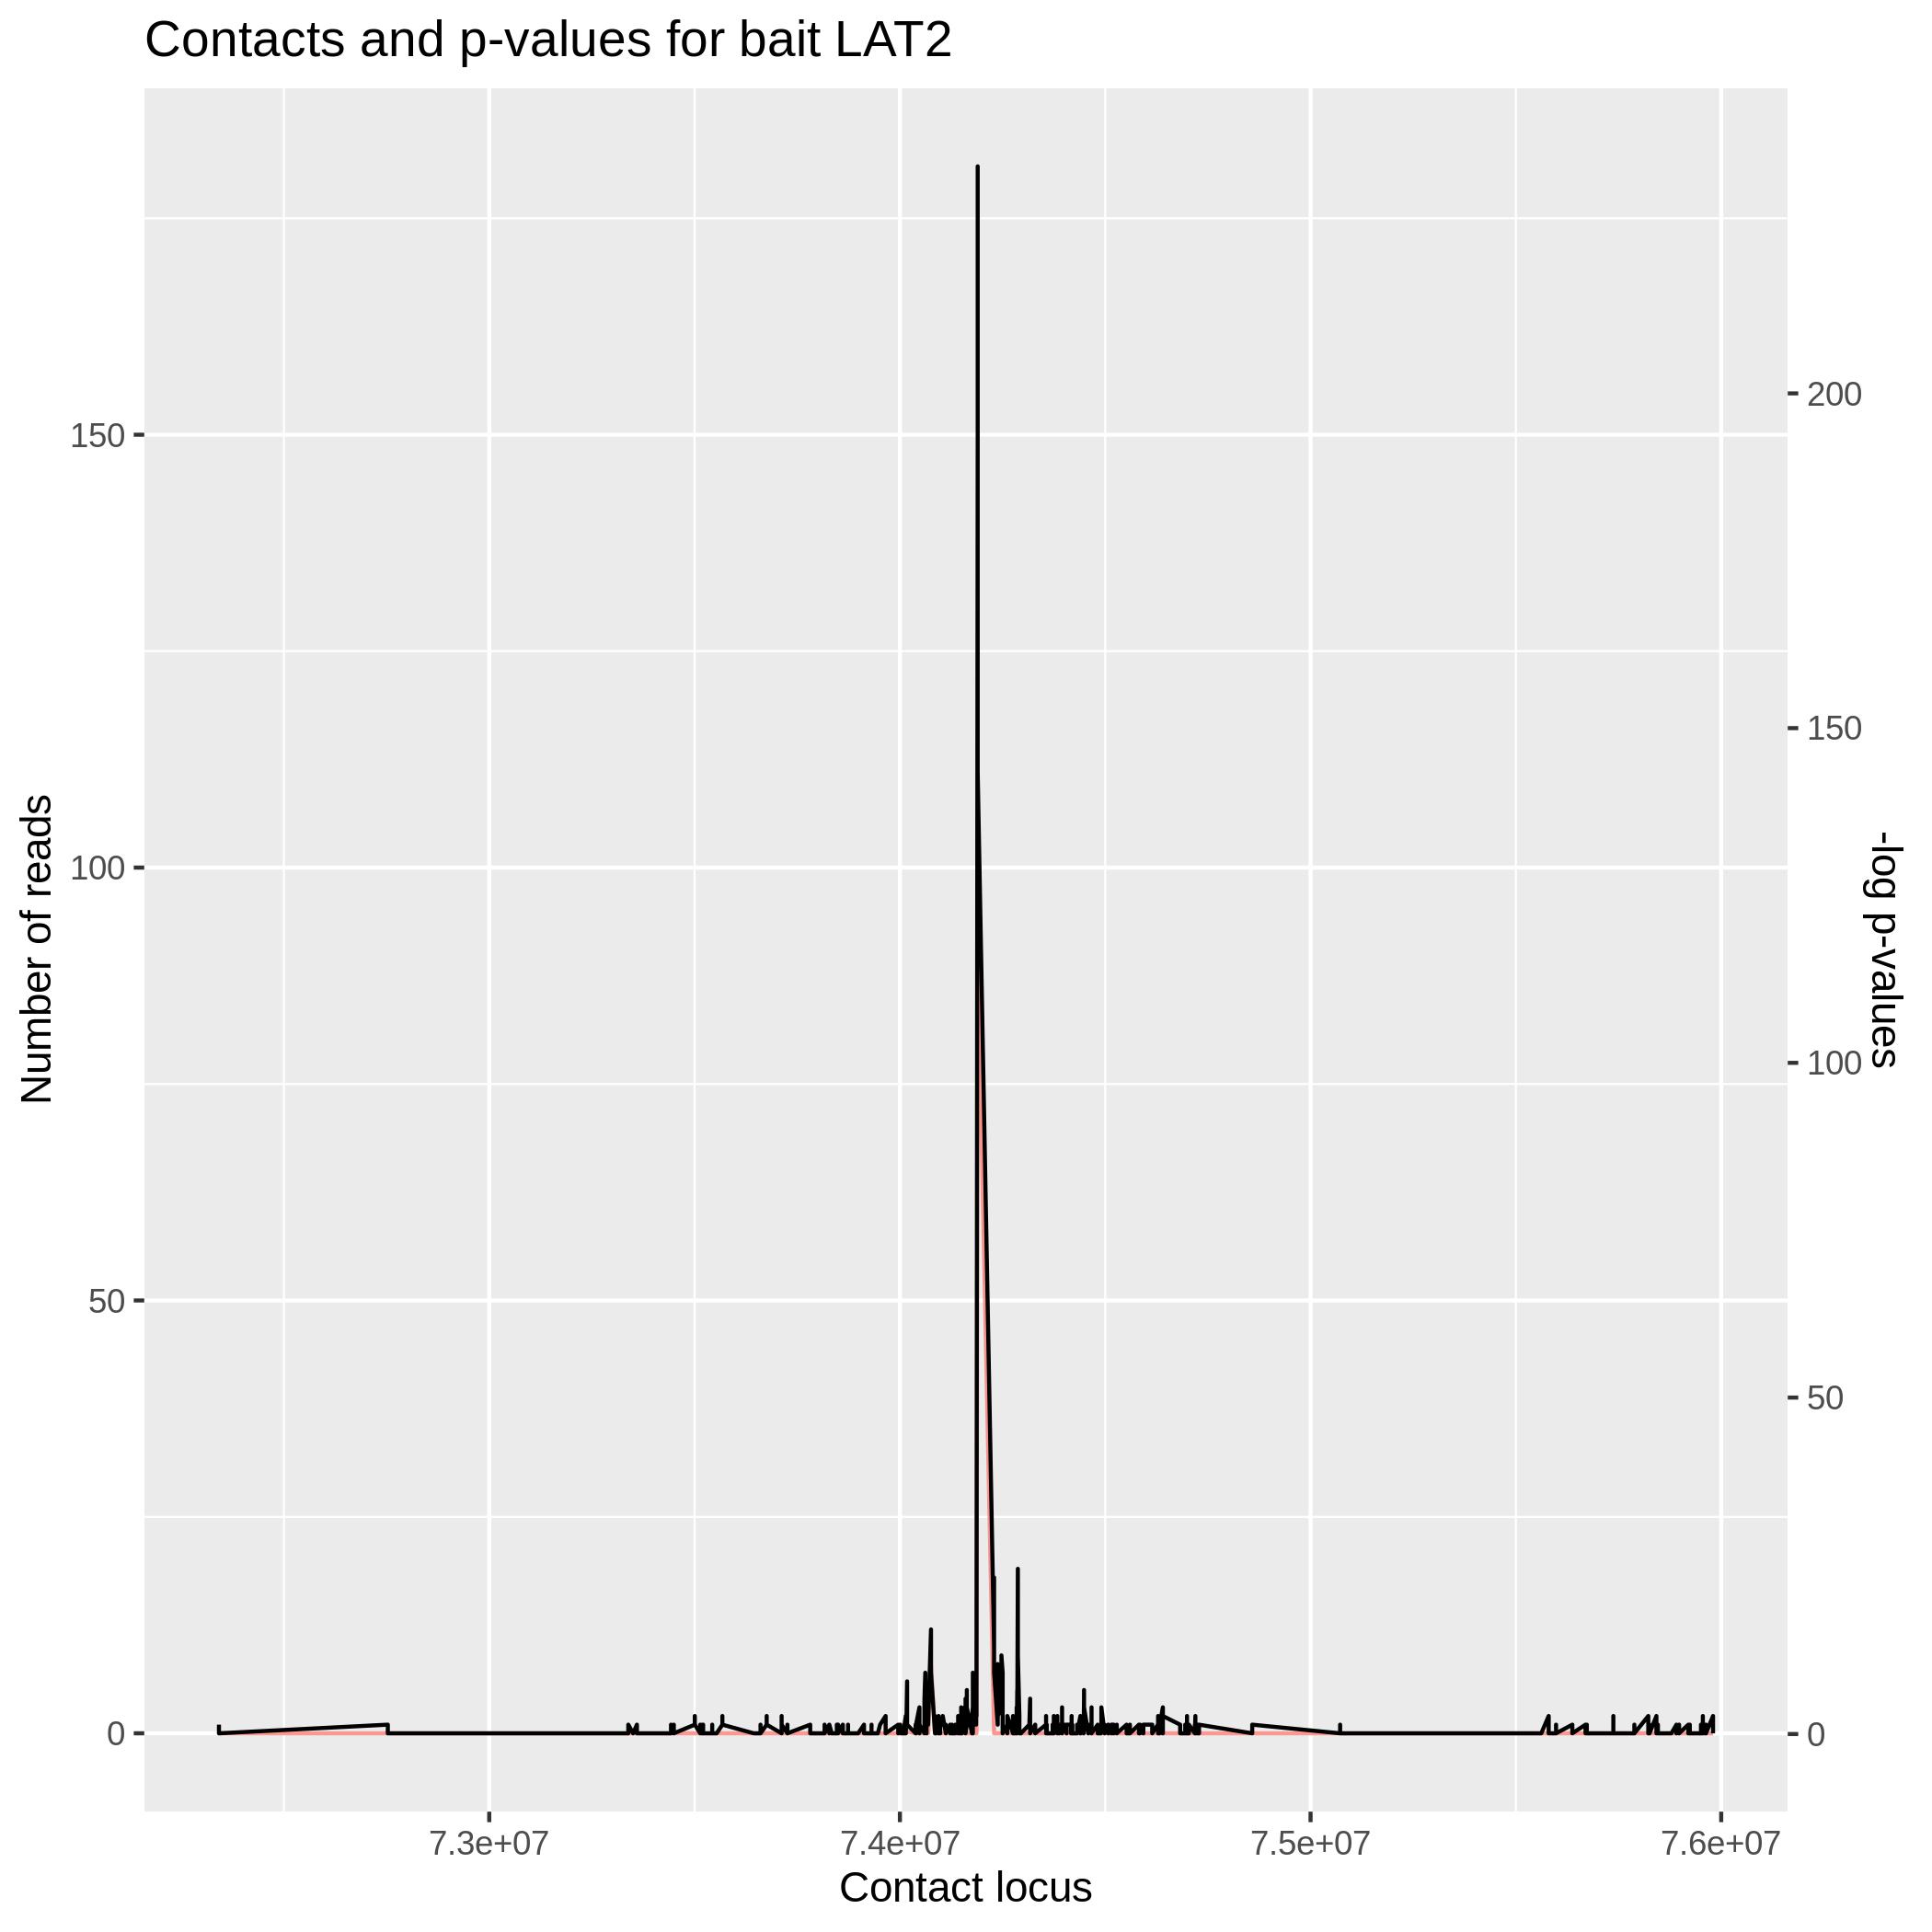 Contacts and p-values for bait LAT2
Number of reads
150
100
50
0
200
150
100
50
0
-log p-values
7.3e+07 7.4e+07 7.5e+07 7.6e+07
Contact locus